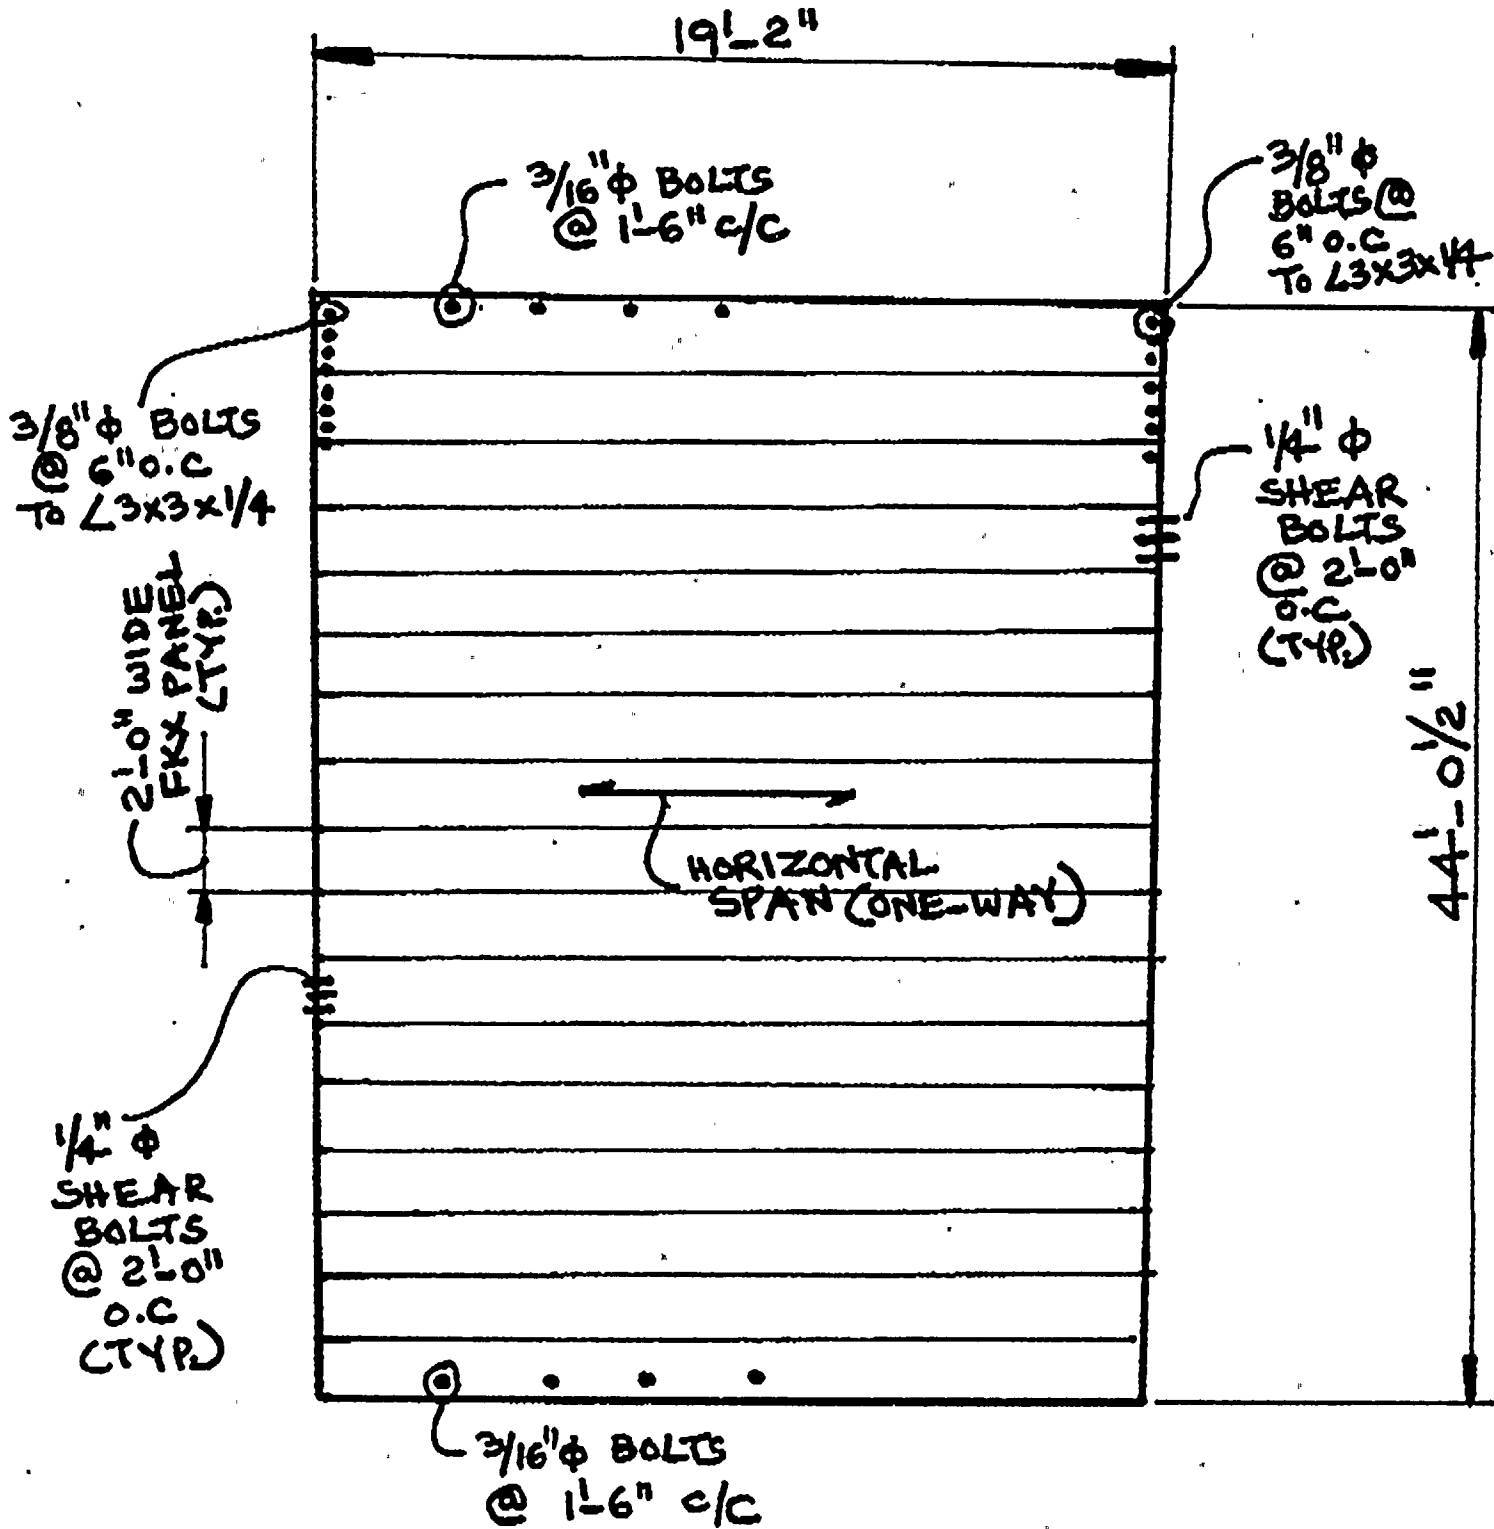 19'-2"
3/16"ϕ BOLTS
@ 1'-6" c/c
3/8"ϕ
BOLTS @
6" O.C
TO ∠3x3x1/4
3/8"ϕ BOLTS
@ 6" O.C
TO ∠3x3x1/4
1/4" ϕ
SHEAR
BOLTS
@ 2'-0"
O.C
(TYP.)
2'-0" WIDE
FKX PANEL
(TYP.)
44'-0 1/2"
HORIZONTAL
SPAN (ONE-WAY)
1/4" ϕ
SHEAR
BOLTS
@ 2'-0"
O.C
(TYP.)
3/16"ϕ BOLTS
@ 1'-6" c/c